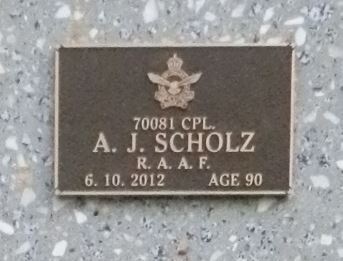 70081 CPL.
A. J. SCHOLZ
R. A. A. F.
6. 10. 2012 AGE 90